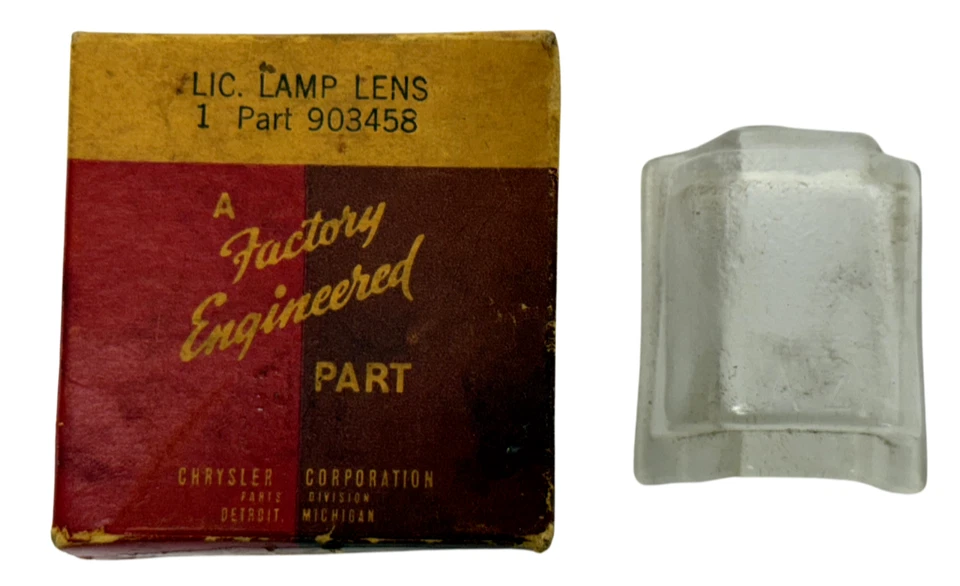 LIC. LAMP LENS
1 Part 903458
A
Factory
Engineered
PART
CHRYSLER CORPORATION
PARTS DIVISION
DETROIT, MICHIGAN